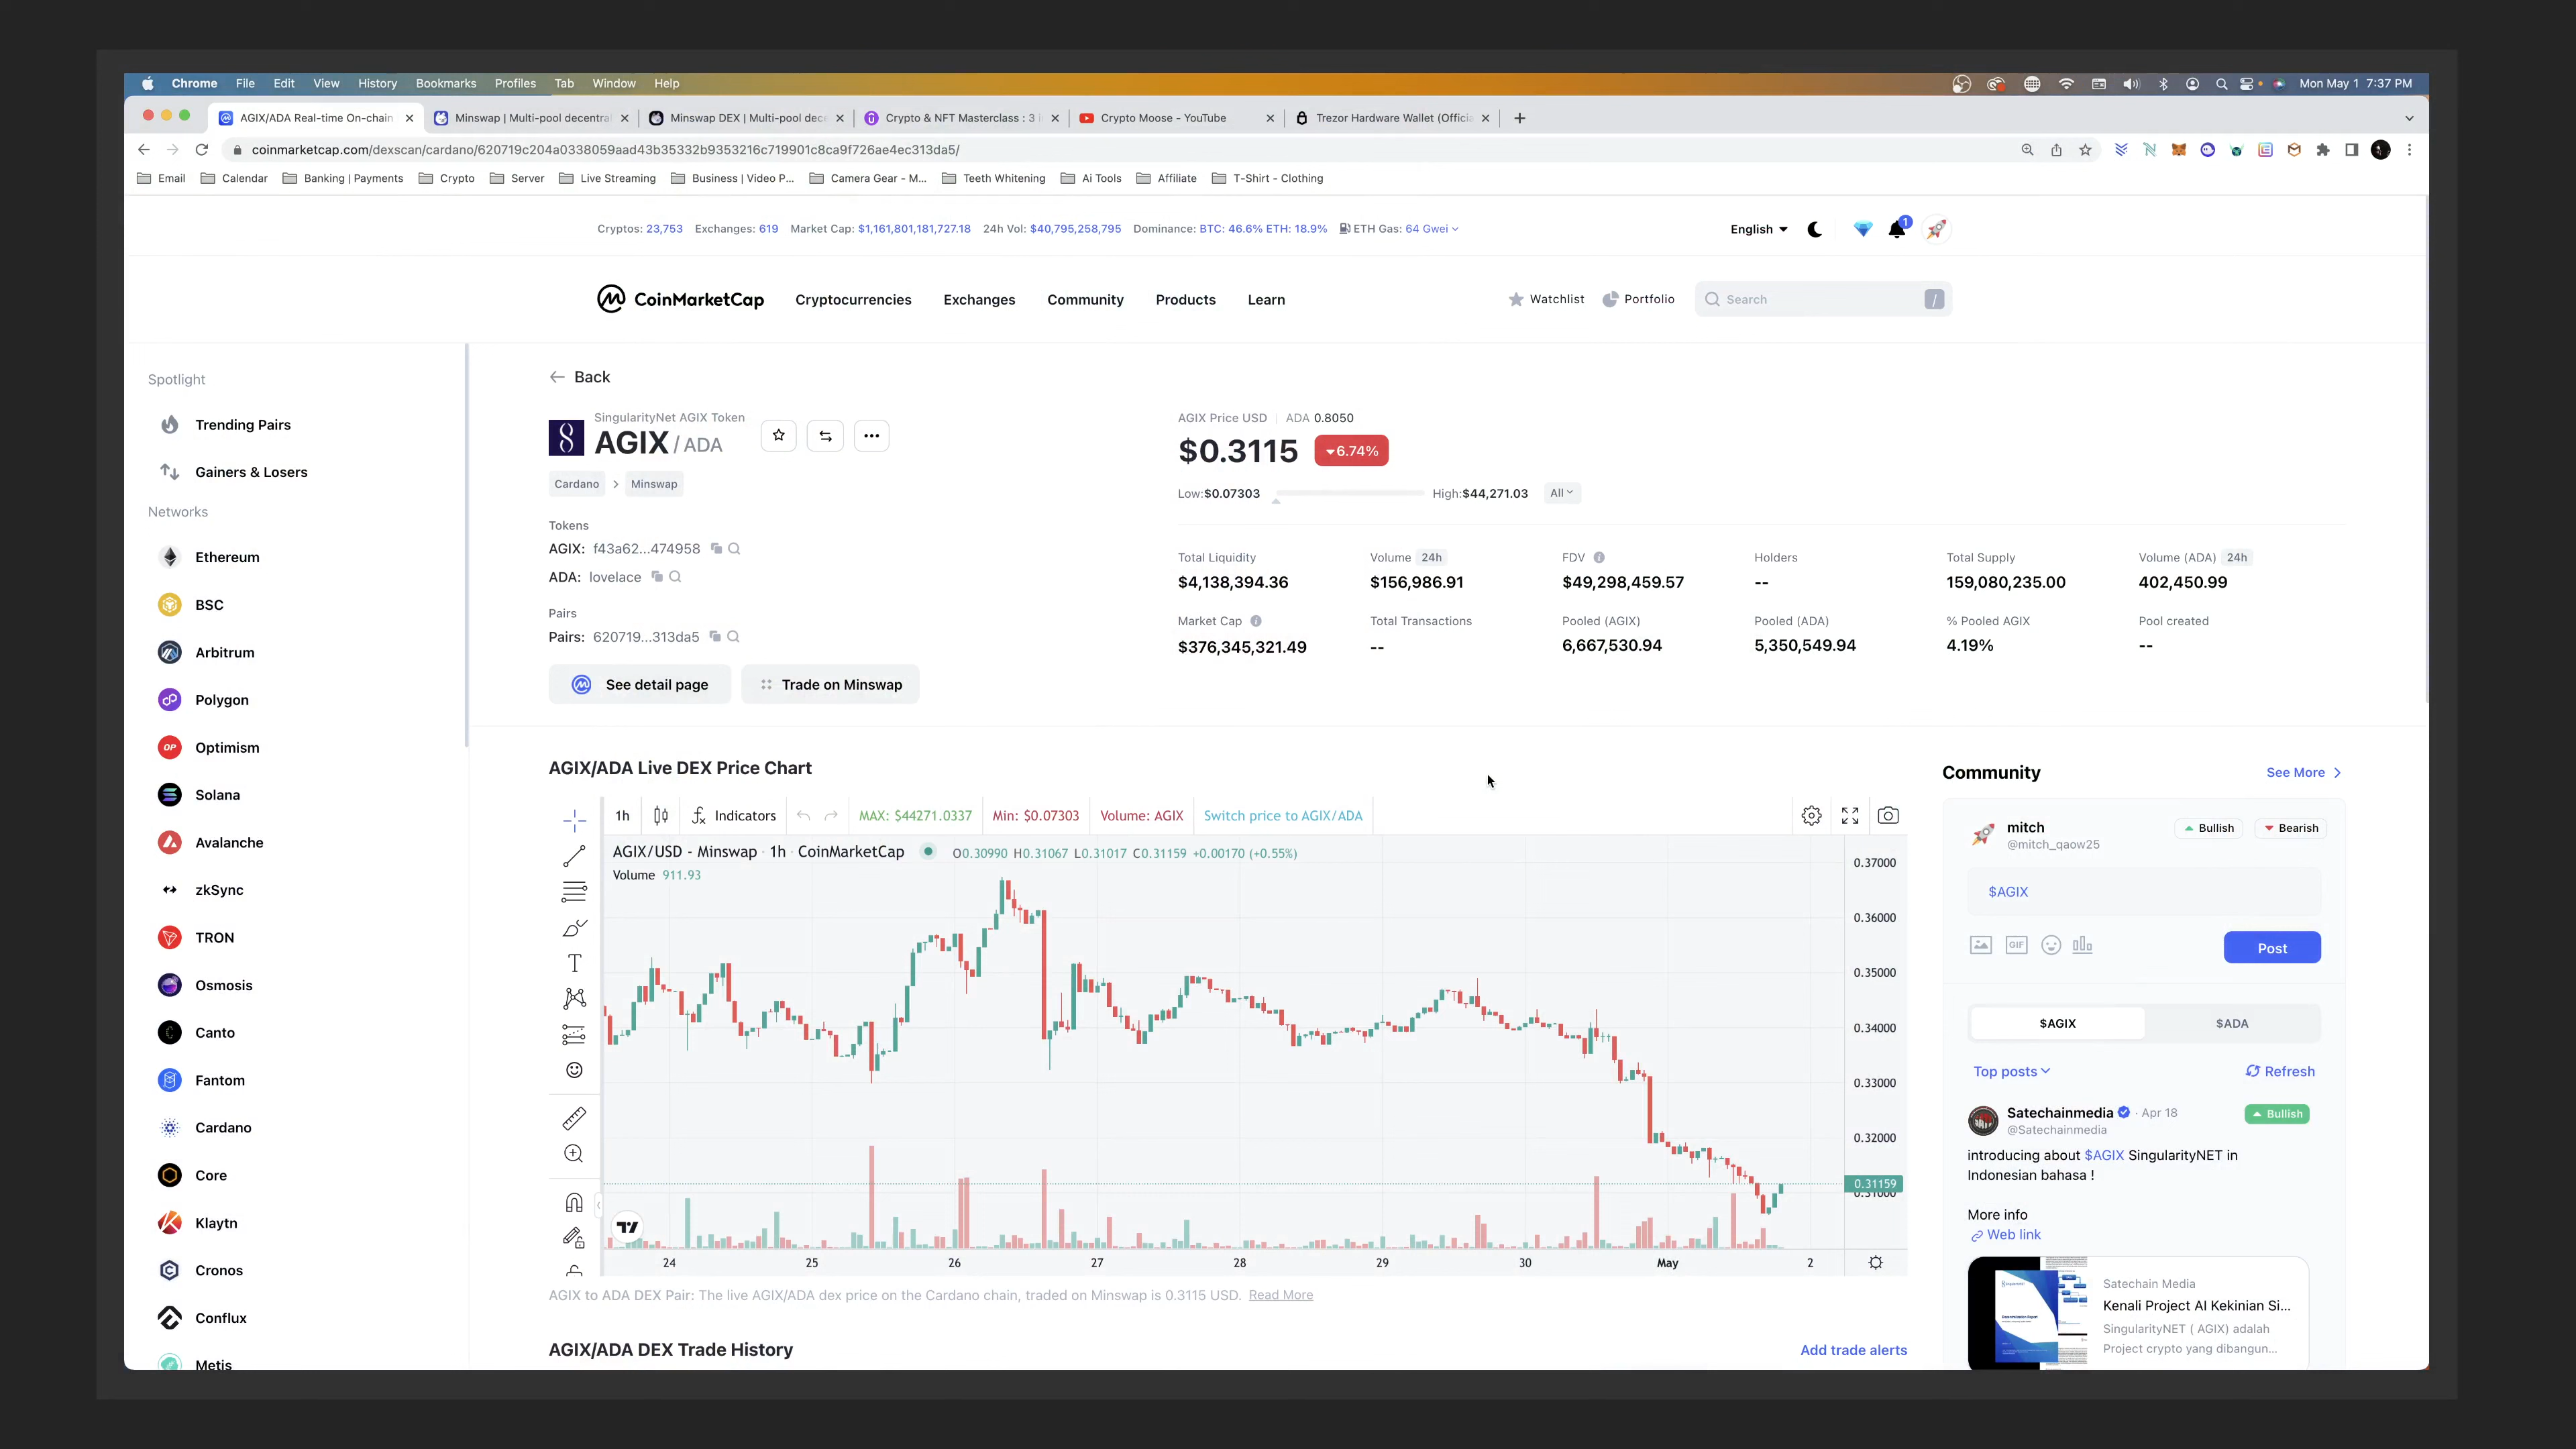 Chrome File Edit View History Bookmarks Profiles Tab Window Help
Mon May 1 7:37 PM
AGIX/ADA Real-time On-chain
Minswap | Multi-pool decentra
Minswap DEX | Multi-pool dec
Crypto & NFT Masterclass : 3
Crypto Moose - YouTube
Trezor Hardware Wallet (Officia
coinmarketcap.com/dexscan/cardano/620719c204a0338059aad43b35332b9353216c719901c8ca9f726ae4ec313da5/
Email Calendar Banking | Payments Crypto Server Live Streaming Business | Video P... Camera Gear - M... Teeth Whitening Ai Tools Affiliate T-Shirt - Clothing
Cryptos: 23,753 Exchanges: 619 Market Cap: $1,161,801,181,727.18 24h Vol: $40,795,258,795 Dominance: BTC: 46.6% ETH: 18.9% ETH Gas: 64 Gwei
English
1
CoinMarketCap Cryptocurrencies Exchanges Community Products Learn
Watchlist Portfolio Search /
Spotlight
Trending Pairs
Gainers & Losers
Networks
Ethereum
BSC
Arbitrum
Polygon
OP Optimism
Solana
Avalanche
zkSync
TRON
Osmosis
Canto
Fantom
Cardano
Core
Klaytn
Cronos
Conflux
Metis
Back
SingularityNet AGIX Token
AGIX / ADA
Cardano > Minswap
Tokens
AGIX: f43a62...474958
ADA: lovelace
Pairs
Pairs: 620719...313da5
See detail page Trade on Minswap
AGIX Price USD ADA 0.8050
$0.3115 6.74%
Low:$0.07303 High:$44,271.03 All
Total Liquidity Volume 24h FDV Holders Total Supply Volume (ADA) 24h
$4,138,394.36 $156,986.91 $49,298,459.57 -- 159,080,235.00 402,450.99
Market Cap Total Transactions Pooled (AGIX) Pooled (ADA) % Pooled AGIX Pool created
$376,345,321.49 -- 6,667,530.94 5,350,549.94 4.19% --
AGIX/ADA Live DEX Price Chart
1h Indicators MAX: $44271.0337 Min: $0.07303 Volume: AGIX Switch price to AGIX/ADA
AGIX/USD - Minswap · 1h · CoinMarketCap O0.30990 H0.31067 L0.31017 C0.31159 +0.00170 (+0.55%)
Volume 911.93
0.37000
0.36000
0.35000
0.34000
0.33000
0.32000
0.31159
0.31000
24 25 26 27 28 29 30 May 2
AGIX to ADA DEX Pair: The live AGIX/ADA dex price on the Cardano chain, traded on Minswap is 0.3115 USD. Read More
AGIX/ADA DEX Trade History
Add trade alerts
Community See More
mitch
@mitch_qaow25
Bullish Bearish
$AGIX
GIF
Post
$AGIX $ADA
Top posts Refresh
Satechainmedia · Apr 18 Bullish
@Satechainmedia
introducing about $AGIX SingularityNET in
Indonesian bahasa !
More info
Web link
Satechain Media
Kenali Project AI Kekinian Si...
SingularityNET ( AGIX) adalah
Project crypto yang dibangun...